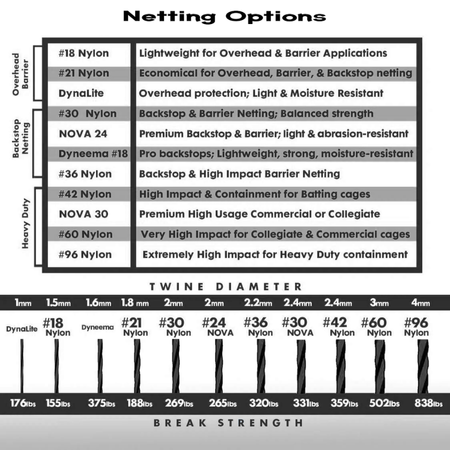 Netting Options
Overhead Barrier
#18 Nylon Lightweight for Overhead & Barrier Applications
#21 Nylon Economical for Overhead, Barrier, & Backstop netting
DynaLite Overhead protection; Light & Moisture Resistant
Backstop Netting
#30 Nylon Backstop & Barrier Netting; Balanced strength
NOVA 24 Premium Backstop & Barrier; light & abrasion-resistant
Dyneema #18 Pro backstops; Lightweight, strong, moisture-resistant
#36 Nylon Backstop & High Impact Barrier Netting
Heavy Duty
#42 Nylon High Impact & Containment for Batting cages
NOVA 30 Premium High Usage Commercial or Collegiate
#60 Nylon Very High Impact for Collegiate & Commercial cages
#96 Nylon Extremely High Impact for Heavy Duty containment
TWINE DIAMETER
1mm 1.5mm 1.6mm 1.8 mm 2mm 2mm 2.2mm 2.4mm 2.4mm 3mm 4mm
DynaLite #18 Nylon Dyneema #21 Nylon #30 Nylon #24 NOVA #36 Nylon #30 NOVA #42 Nylon #60 Nylon #96 Nylon
176lbs 155lbs 375lbs 188lbs 269lbs 265lbs 320lbs 331lbs 359lbs 502lbs 838lbs
BREAK STRENGTH